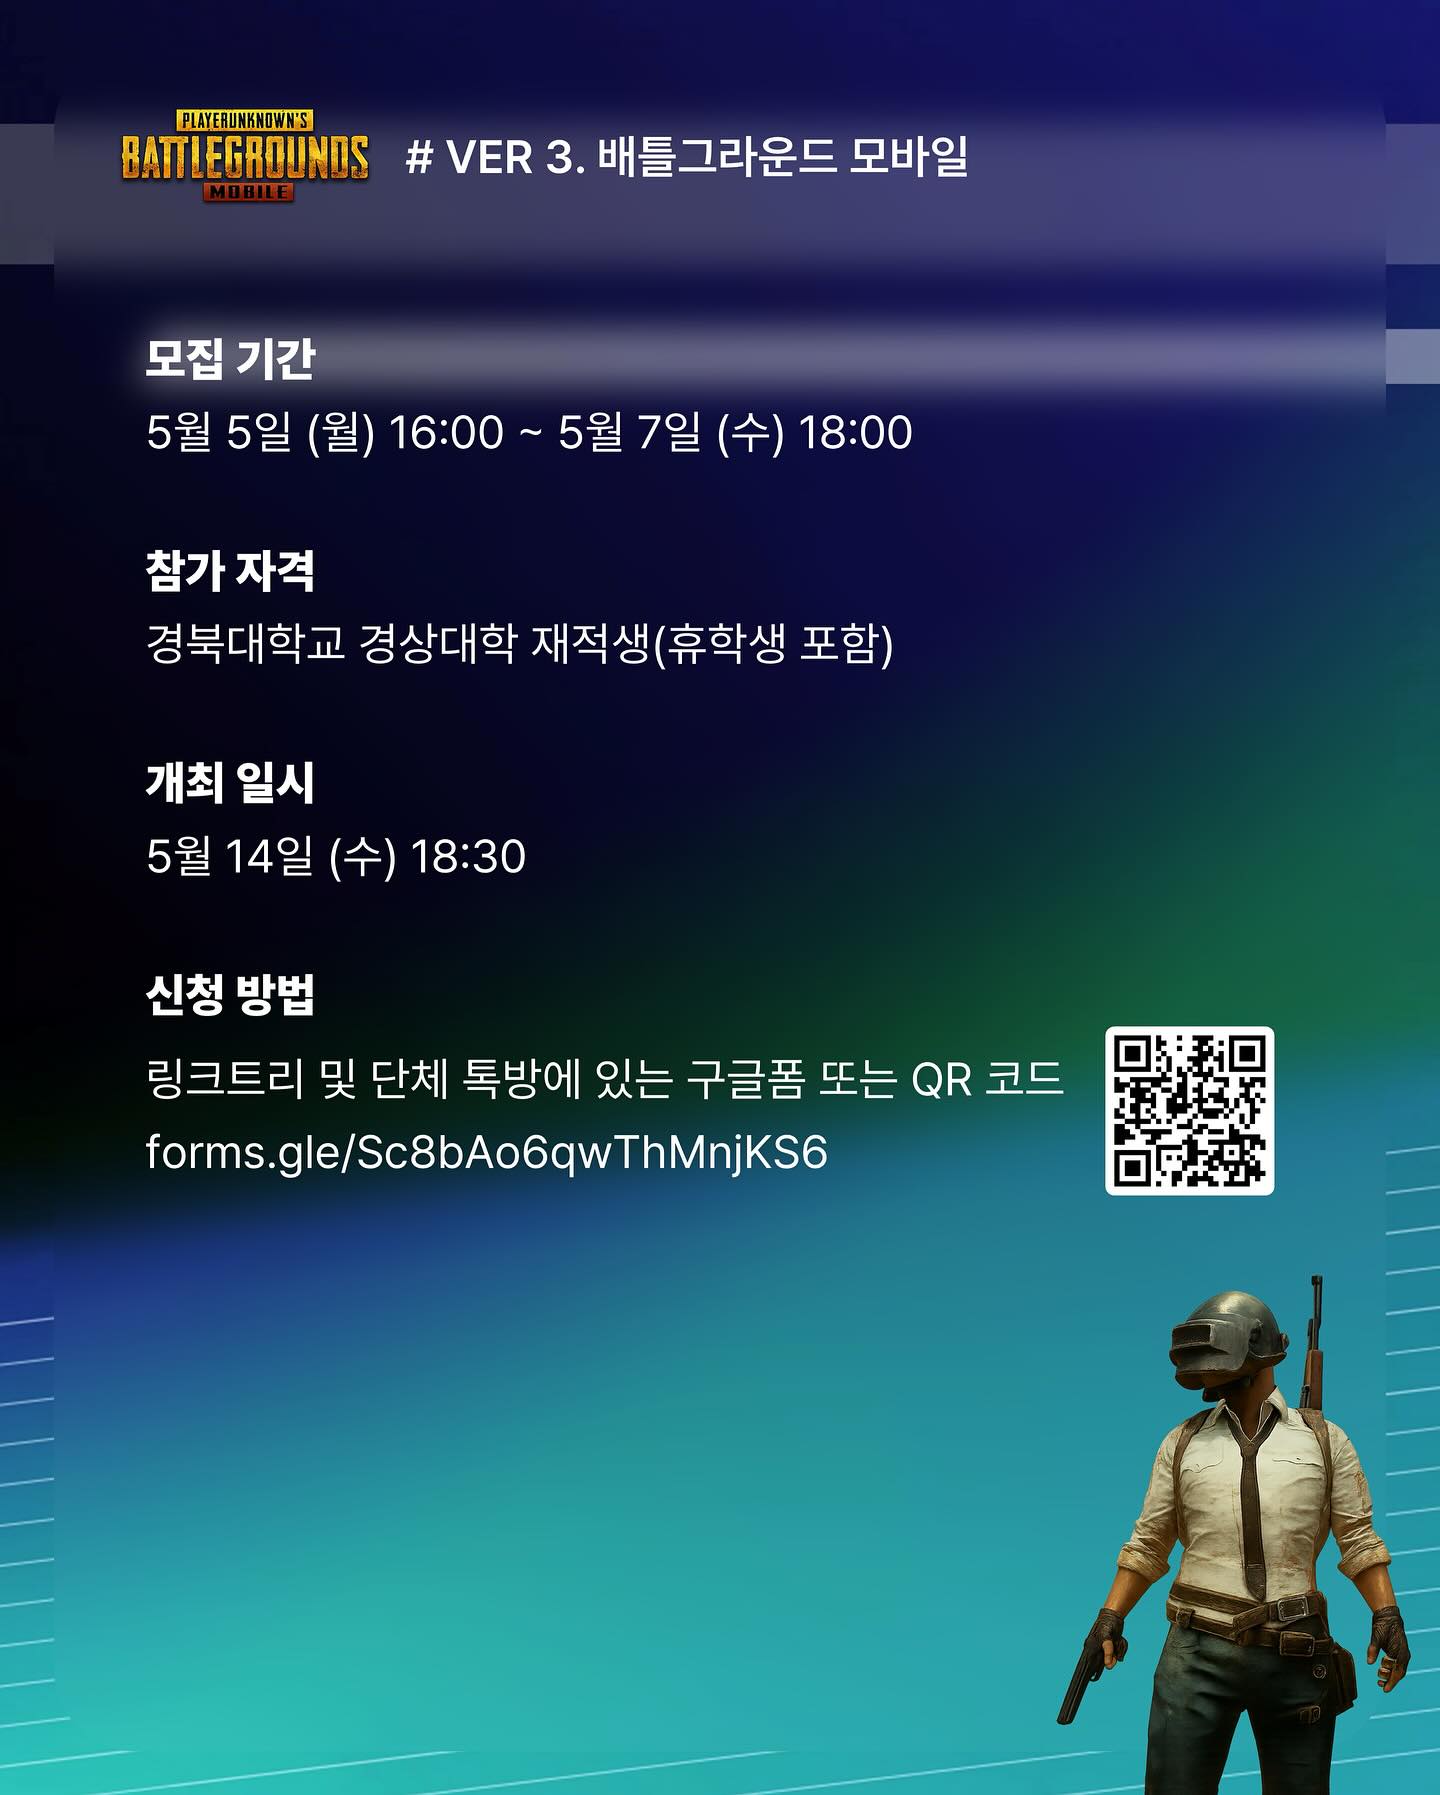 PLAYERUNKNOWN'S
BATTLEGROUNDS
MOBILE
# VER 3. 배틀그라운드 모바일
모집 기간
5월 5일 (월) 16:00 ~ 5월 7일 (수) 18:00
참가 자격
경북대학교 경상대학 재적생(휴학생 포함)
개최 일시
5월 14일 (수) 18:30
신청 방법
링크트리 및 단체 톡방에 있는 구글폼 또는 QR 코드
forms.gle/Sc8bAo6qwThMnjKS6